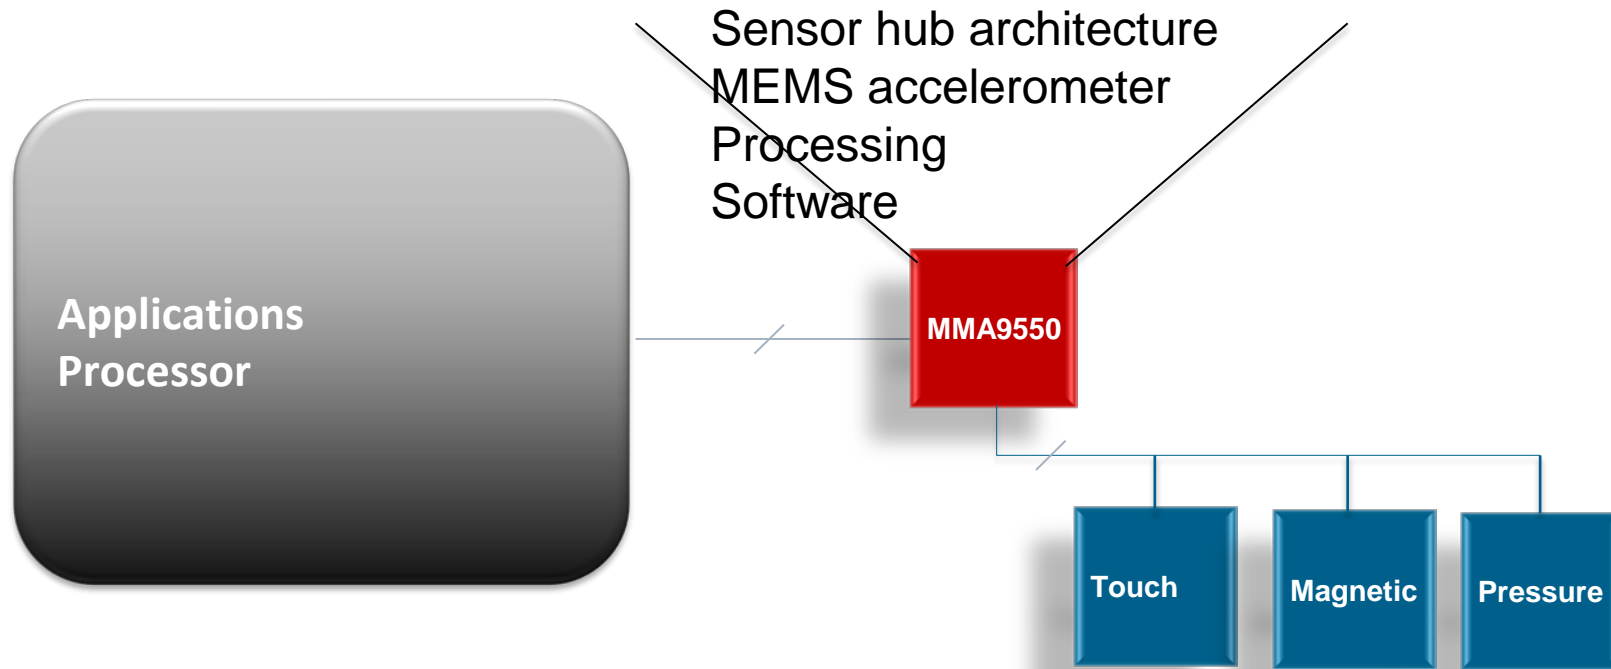 Sensor hub architecture
MEMS accelerometer
Processing
Software
Applications
Processor
MMA9550
Touch
Magnetic
Pressure